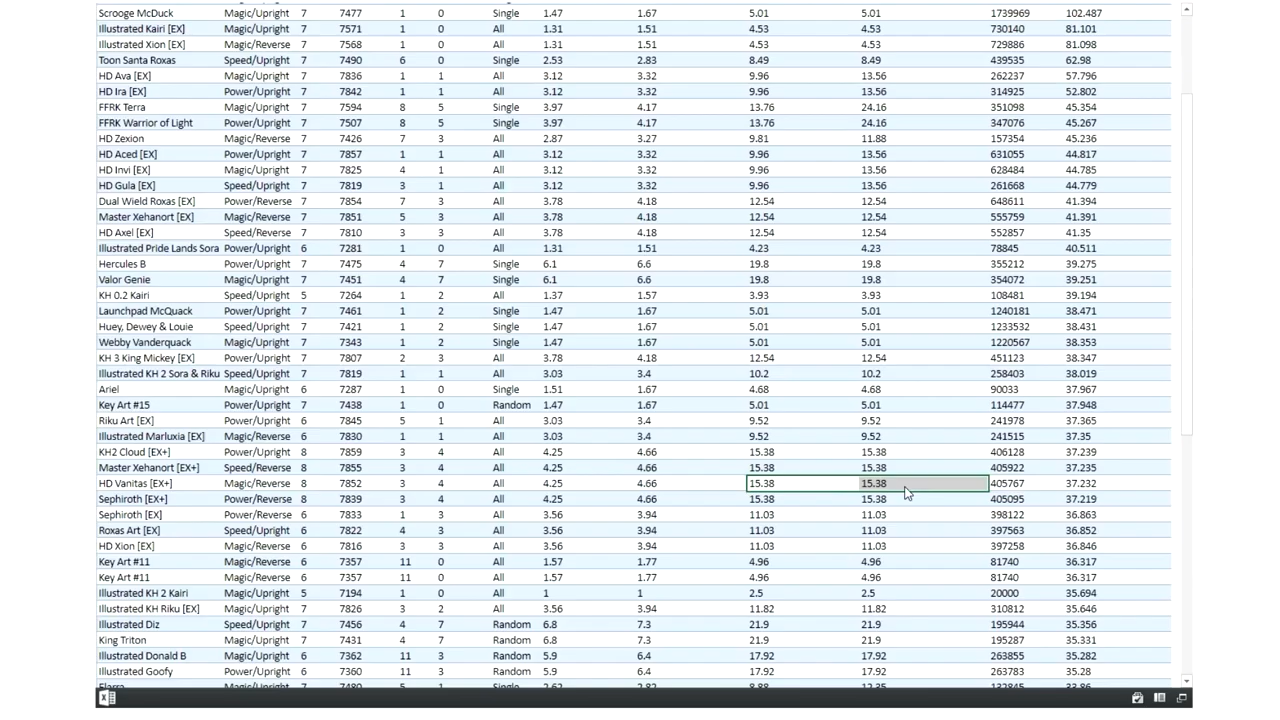 Scrooge McDuck Magic/Upright 7 7477 1 0 Single 1.47 1.67 5.01 5.01 1739969 102.487
Illustrated Kairi [EX] Magic/Upright 7 7571 1 0 All 1.31 1.51 4.53 4.53 730140 81.101
Illustrated Xion [EX] Magic/Reverse 7 7568 1 0 All 1.31 1.51 4.53 4.53 729886 81.098
Toon Santa Roxas Speed/Upright 7 7490 6 0 Single 2.53 2.83 8.49 8.49 439535 62.98
HD Ava [EX] Magic/Upright 7 7836 1 1 All 3.12 3.32 9.96 13.56 262237 57.796
HD Ira [EX] Power/Upright 7 7842 1 1 All 3.12 3.32 9.96 13.56 314925 52.802
FFRK Terra Magic/Upright 7 7594 8 5 Single 3.97 4.17 13.76 24.16 351098 45.354
FFRK Warrior of Light Power/Upright 7 7507 8 5 Single 3.97 4.17 13.76 24.16 347076 45.267
HD Zexion Magic/Reverse 7 7426 7 3 All 2.87 3.27 9.81 11.88 157354 45.236
HD Aced [EX] Power/Upright 7 7857 1 1 All 3.12 3.32 9.96 13.56 631055 44.817
HD Invi [EX] Magic/Upright 7 7825 4 1 All 3.12 3.32 9.96 13.56 628484 44.785
HD Gula [EX] Speed/Upright 7 7819 3 1 All 3.12 3.32 9.96 13.56 261668 44.779
Dual Wield Roxas [EX] Power/Reverse 7 7854 7 3 All 3.78 4.18 12.54 12.54 648611 41.394
Master Xehanort [EX] Magic/Reverse 7 7851 5 3 All 3.78 4.18 12.54 12.54 555759 41.391
HD Axel [EX] Speed/Reverse 7 7810 3 3 All 3.78 4.18 12.54 12.54 552857 41.35
Illustrated Pride Lands Sora Power/Upright 6 7281 1 0 All 1.31 1.51 4.23 4.23 78845 40.511
Hercules B Power/Upright 7 7475 4 7 Single 6.1 6.6 19.8 19.8 355212 39.275
Valor Genie Magic/Upright 7 7451 4 7 Single 6.1 6.6 19.8 19.8 354072 39.251
KH 0.2 Kairi Speed/Upright 5 7264 1 2 All 1.37 1.57 3.93 3.93 108481 39.194
Launchpad McQuack Power/Upright 7 7461 1 2 Single 1.47 1.67 5.01 5.01 1240181 38.471
Huey, Dewey & Louie Speed/Upright 7 7421 1 2 Single 1.47 1.67 5.01 5.01 1233532 38.431
Webby Vanderquack Magic/Upright 7 7343 1 2 Single 1.47 1.67 5.01 5.01 1220567 38.353
KH 3 King Mickey [EX] Power/Upright 7 7807 2 3 All 3.78 4.18 12.54 12.54 451123 38.347
Illustrated KH 2 Sora & Riku Speed/Upright 7 7819 1 1 All 3.03 3.4 10.2 10.2 258403 38.019
Ariel Magic/Upright 6 7287 1 0 Single 1.51 1.67 4.68 4.68 90033 37.967
Key Art #15 Power/Upright 7 7438 1 0 Random 1.47 1.67 5.01 5.01 114477 37.948
Riku Art [EX] Power/Upright 6 7845 5 1 All 3.03 3.4 9.52 9.52 241978 37.365
Illustrated Marluxia [EX] Magic/Reverse 6 7830 1 1 All 3.03 3.4 9.52 9.52 241515 37.35
KH2 Cloud [EX+] Power/Upright 8 7859 3 4 All 4.25 4.66 15.38 15.38 406128 37.239
Master Xehanort [EX+] Speed/Reverse 8 7855 3 4 All 4.25 4.66 15.38 15.38 405922 37.235
HD Vanitas [EX+] Magic/Reverse 8 7852 3 4 All 4.25 4.66 15.38 15.38 405767 37.232
Sephiroth [EX+] Power/Upright 8 7839 3 4 All 4.25 4.66 15.38 15.38 405095 37.219
Sephiroth [EX] Power/Upright 6 7833 1 3 All 3.56 3.94 11.03 11.03 398122 36.863
Roxas Art [EX] Speed/Upright 6 7822 4 3 All 3.56 3.94 11.03 11.03 397563 36.852
HD Xion [EX] Magic/Reverse 6 7816 3 3 All 3.56 3.94 11.03 11.03 397258 36.846
Key Art #11 Magic/Upright 6 7357 11 0 All 1.57 1.77 4.96 4.96 81740 36.317
Key Art #11 Magic/Reverse 6 7357 11 0 All 1.57 1.77 4.96 4.96 81740 36.317
Illustrated KH 2 Kairi Magic/Upright 5 7194 1 0 All 1 1 2.5 2.5 20000 35.694
Illustrated KH Riku [EX] Magic/Reverse 7 7826 3 2 All 3.56 3.94 11.82 11.82 310812 35.646
Illustrated Diz Speed/Upright 7 7456 4 7 Random 6.8 7.3 21.9 21.9 195944 35.356
King Triton Magic/Upright 7 7431 4 7 Random 6.8 7.3 21.9 21.9 195287 35.331
Illustrated Donald B Magic/Upright 6 7362 11 3 Random 5.9 6.4 17.92 17.92 263855 35.282
Illustrated Goofy Power/Upright 6 7360 11 3 Random 5.9 6.4 17.92 17.92 263671 35.28